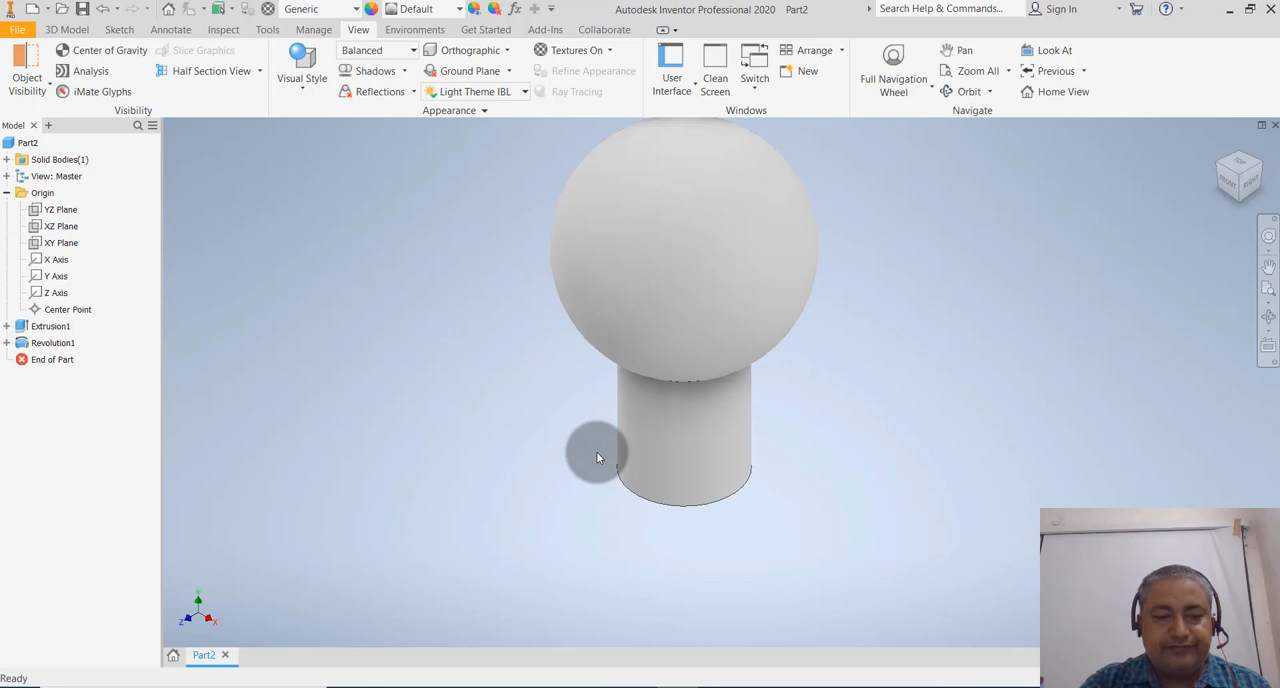 Generic
Default
Autodesk Inventor Professional 2020 Part2
Search Help & Commands...
Sign In
File
3D Model
Sketch
Annotate
Inspect
Tools
Manage
View
Environments
Get Started
Add-Ins
Collaborate
Object Visibility
Center of Gravity
Analysis
iMate Glyphs
Slice Graphics
Half Section View
Visibility
Visual Style
Balanced
Shadows
Reflections
Orthographic
Ground Plane
Light Theme IBL
Textures On
Refine Appearance
Ray Tracing
Appearance
User Interface
Clean Screen
Switch
Arrange
New
Windows
Full Navigation Wheel
Pan
Zoom All
Orbit
Look At
Previous
Home View
Navigate
Model
Part2
Solid Bodies(1)
View: Master
Origin
YZ Plane
XZ Plane
XY Plane
X Axis
Y Axis
Z Axis
Center Point
Extrusion1
Revolution1
End of Part
TOP
FRONT
RIGHT
Y
Z
X
Part2
Ready